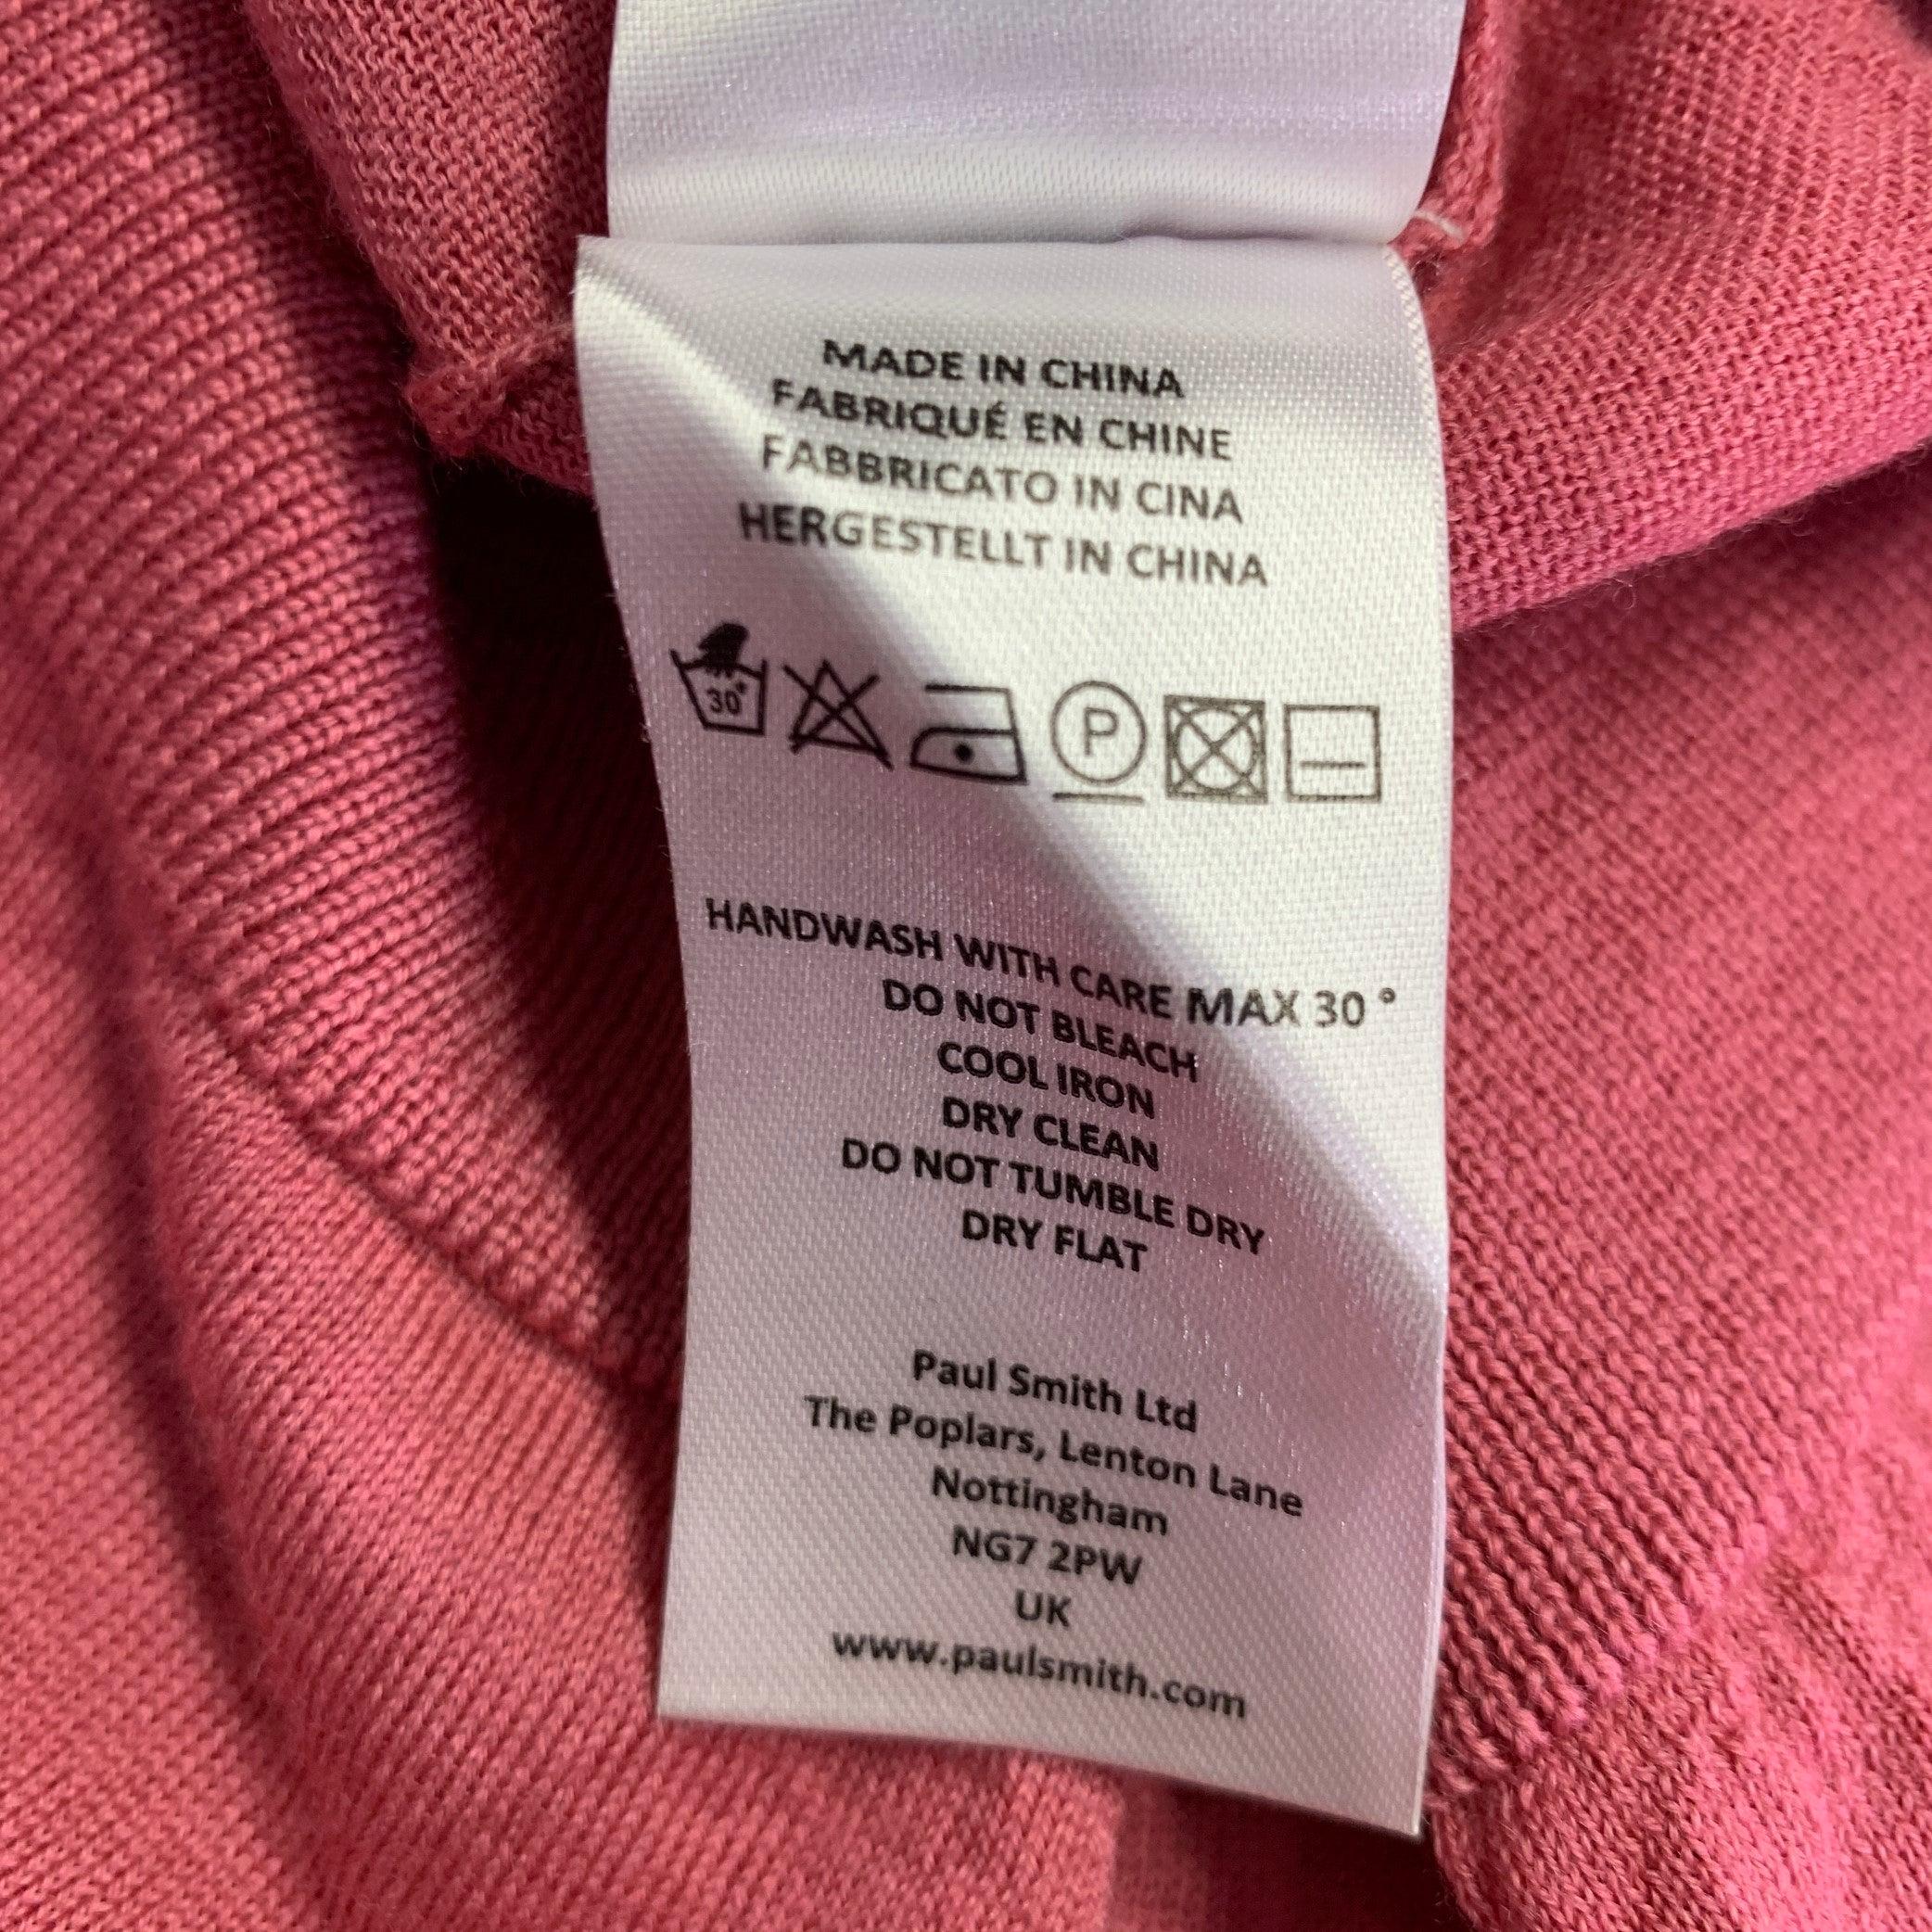 MADE IN CHINA
FABRIQUÉ EN CHINE
FABBRICATO IN CINA
HERGESTELLT IN CHINA
30°
P
HANDWASH WITH CARE MAX 30 °
DO NOT BLEACH
COOL IRON
DRY CLEAN
DO NOT TUMBLE DRY
DRY FLAT
Paul Smith Ltd
The Poplars, Lenton Lane
Nottingham
NG7 2PW
UK
www.paulsmith.com